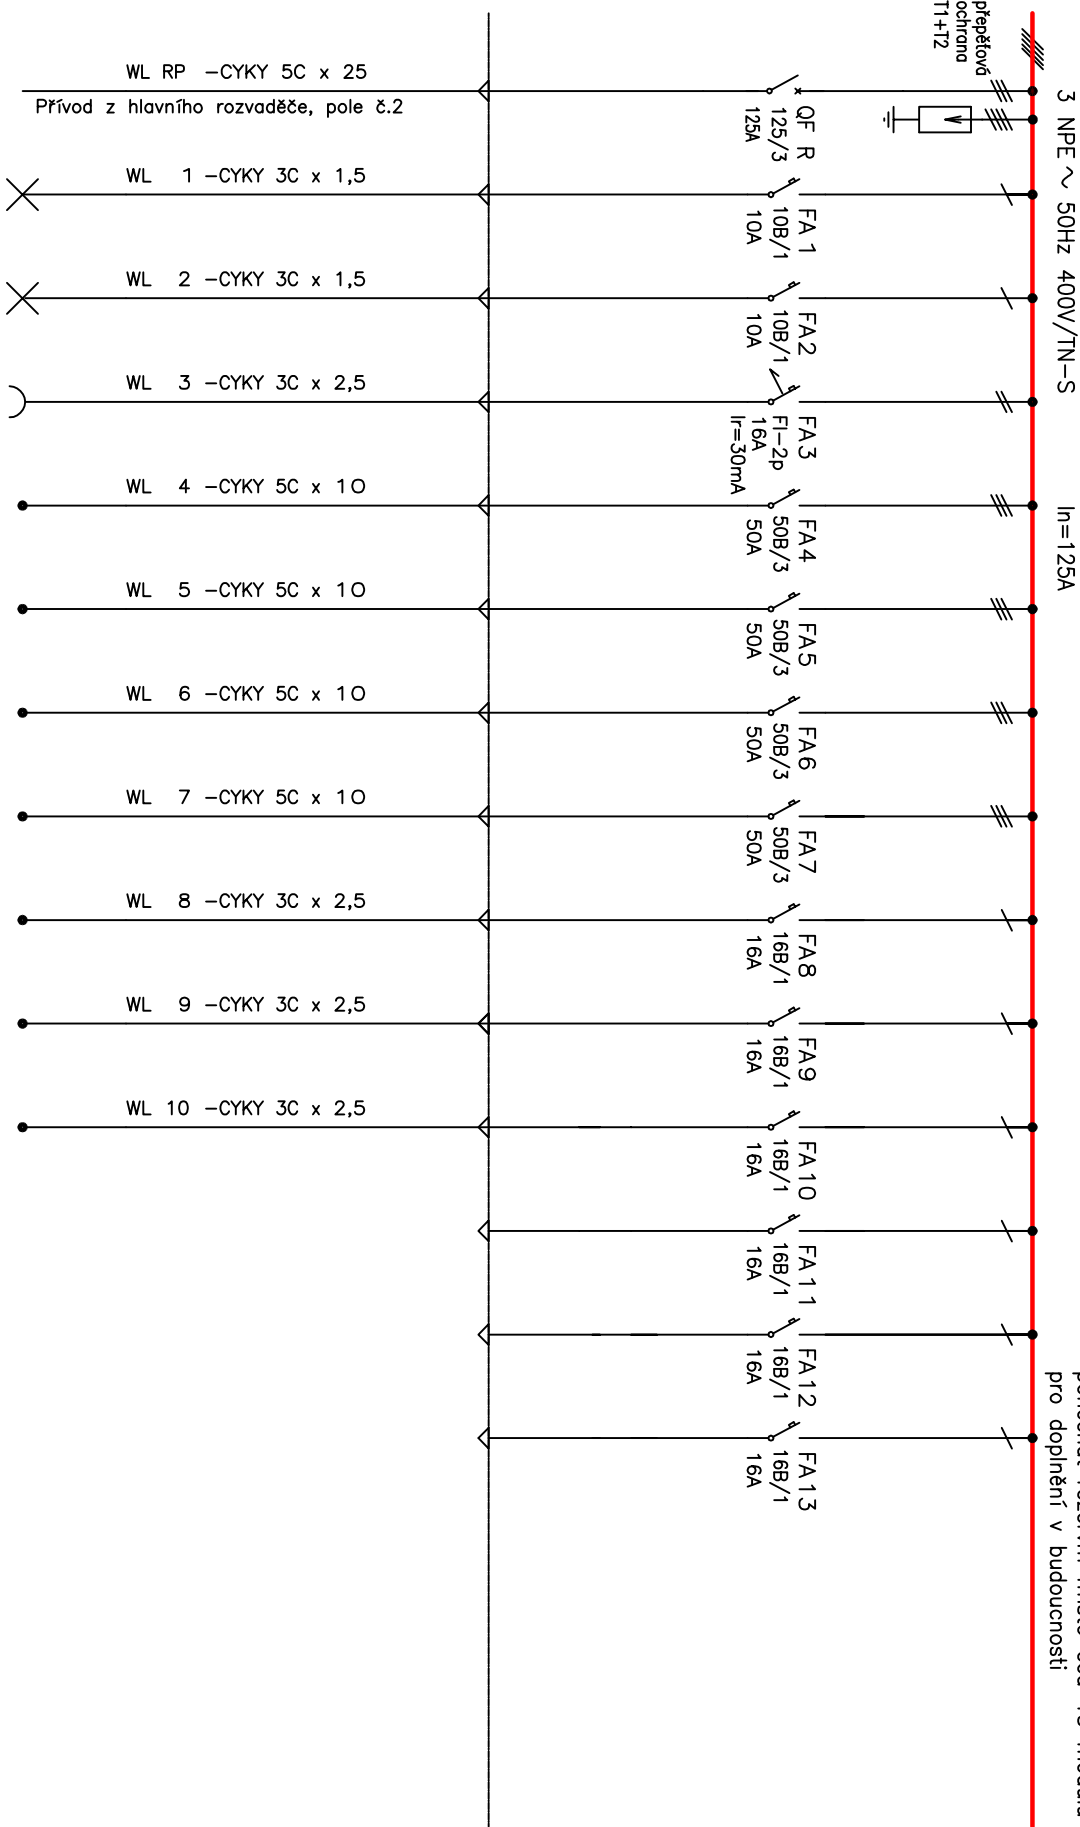 přepěťová
ochrana
T1+T2
3 NPE ~ 50Hz 400V/TN-S
In=125A
pro doplnění v budoucnosti
WL RP -CYKY 5C x 25
Přívod z hlavního rozvaděče, pole č.2
QF R
125/3
125A
WL 1 -CYKY 3C x 1,5
FA1
10B/1
10A
WL 2 -CYKY 3C x 1,5
FA2
10B/1
10A
WL 3 -CYKY 3C x 2,5
FA3
FI-2p
16A
Ir=30mA
WL 4 -CYKY 5C x 10
FA4
50B/3
50A
WL 5 -CYKY 5C x 10
FA5
50B/3
50A
WL 6 -CYKY 5C x 10
FA6
50B/3
50A
WL 7 -CYKY 5C x 10
FA7
50B/3
50A
WL 8 -CYKY 3C x 2,5
FA8
16B/1
16A
WL 9 -CYKY 3C x 2,5
FA9
16B/1
16A
WL 10 -CYKY 3C x 2,5
FA10
16B/1
16A
FA11
16B/1
16A
FA12
16B/1
16A
FA13
16B/1
16A